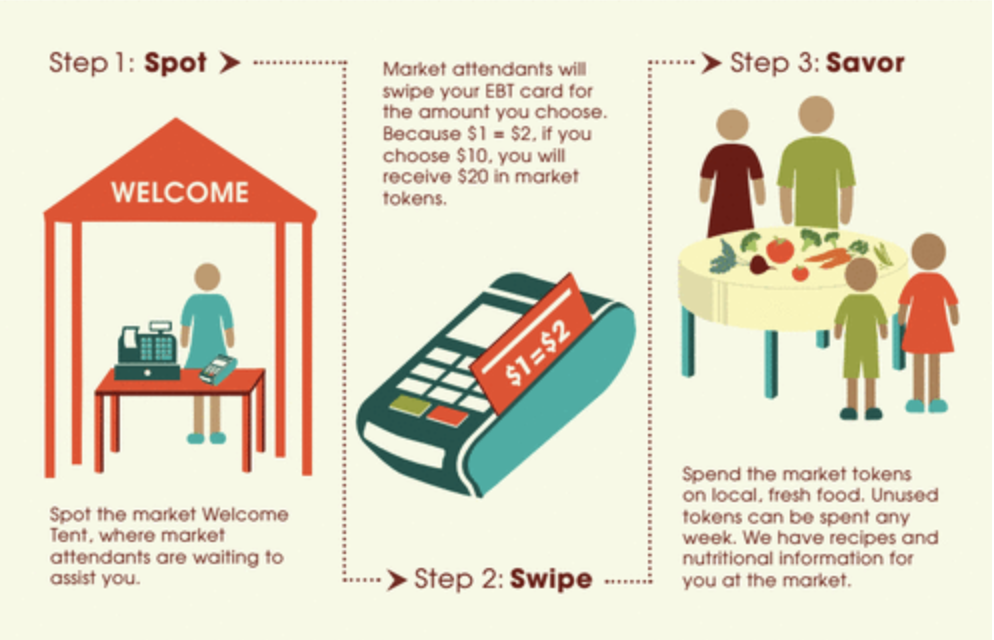 Step 1: Spot
WELCOME
Spot the market Welcome
Tent, where market
attendants are waiting to
assist you.
Market attendants will
swipe your EBT card for
the amount you choose.
Because $1 = $2, if you
choose $10, you will
receive $20 in market
tokens.
$1=$2
Step 2: Swipe
Step 3: Savor
Spend the market tokens
on local, fresh food. Unused
tokens can be spent any
week. We have recipes and
nutritional information for
you at the market.